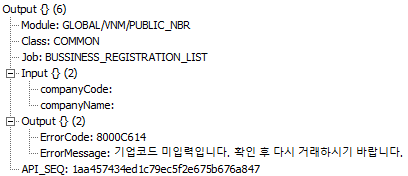 Output {} (6)
Module: GLOBAL/VNM/PUBLIC_NBR
Class: COMMON
Job: BUSSINESS_REGISTRATION_LIST
Input {} (2)
companyCode:
companyName:
Output {} (2)
ErrorCode: 8000C614
ErrorMessage: 기업코드 미입력입니다. 확인 후 다시 거래하시기 바랍니다.
API_SEQ: 1aa457434ed1c79ec5f2e675b676a847